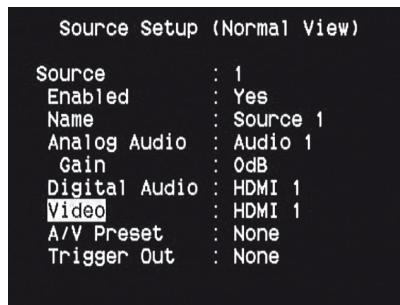 Source Setup (Normal View)
Source : 1
Enabled : Yes
Name : Source 1
Analog Audio : Audio 1
Gain : 0dB
Digital Audio : HDMI 1
Video : HDMI 1
A/V Preset : None
Trigger Out : None